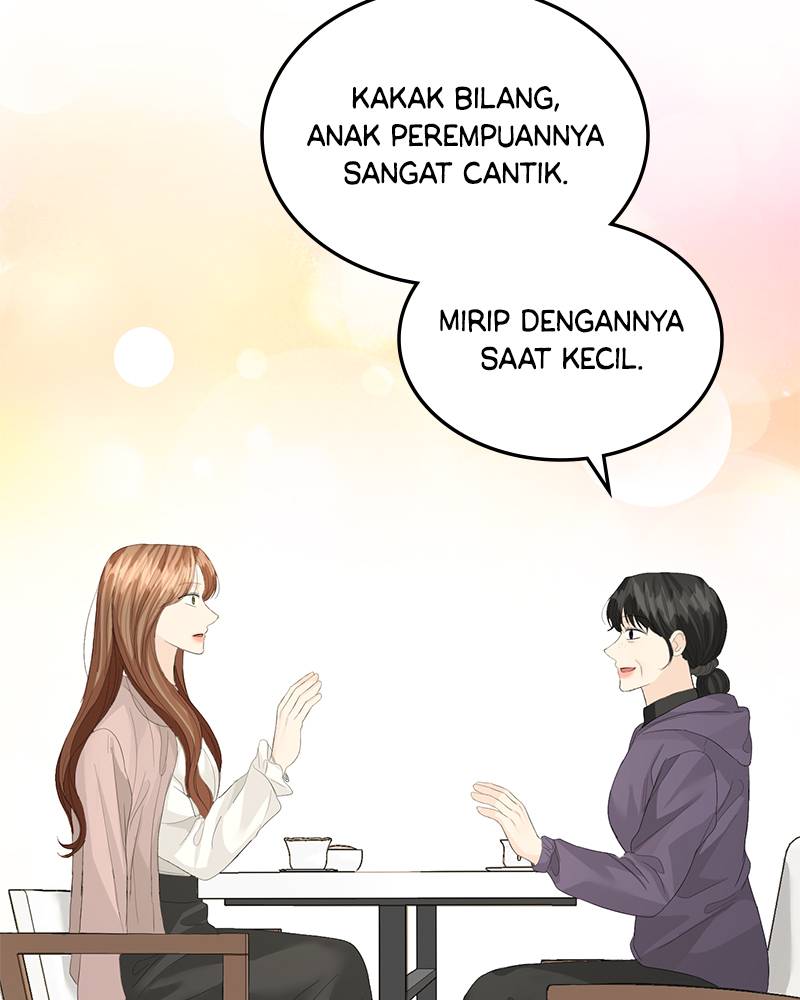 KAKAK BILANG,
ANAK PEREMPUANNYA
SANGAT CANTIK.
MIRIP DENGANNYA
SAAT KECIL.